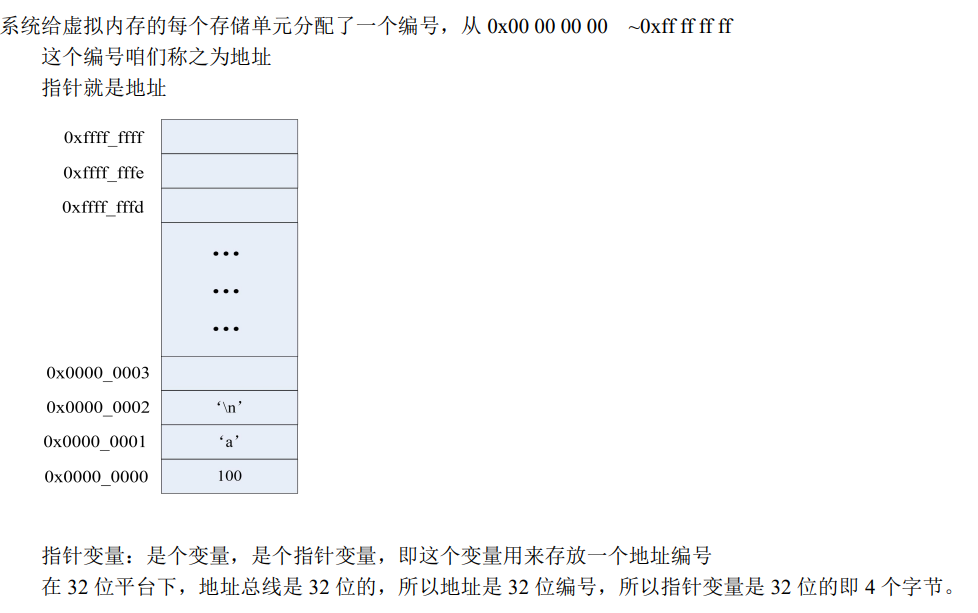 系统给虚拟内存的每个存储单元分配了一个编号，从 0x00 00 00 00 ~0xff ff ff ff
这个编号咱们称之为地址
指针就是地址
0xffff_ffff
0xffff_fffe
0xffff_fffd
•••
•••
•••
0x0000_0003
0x0000_0002 ‘\n’
0x0000_0001 ‘a’
0x0000_0000 100
指针变量：是个变量，是个指针变量，即这个变量用来存放一个地址编号
在 32 位平台下，地址总线是 32 位的，所以地址是 32 位编号，所以指针变量是 32 位的即 4 个字节。